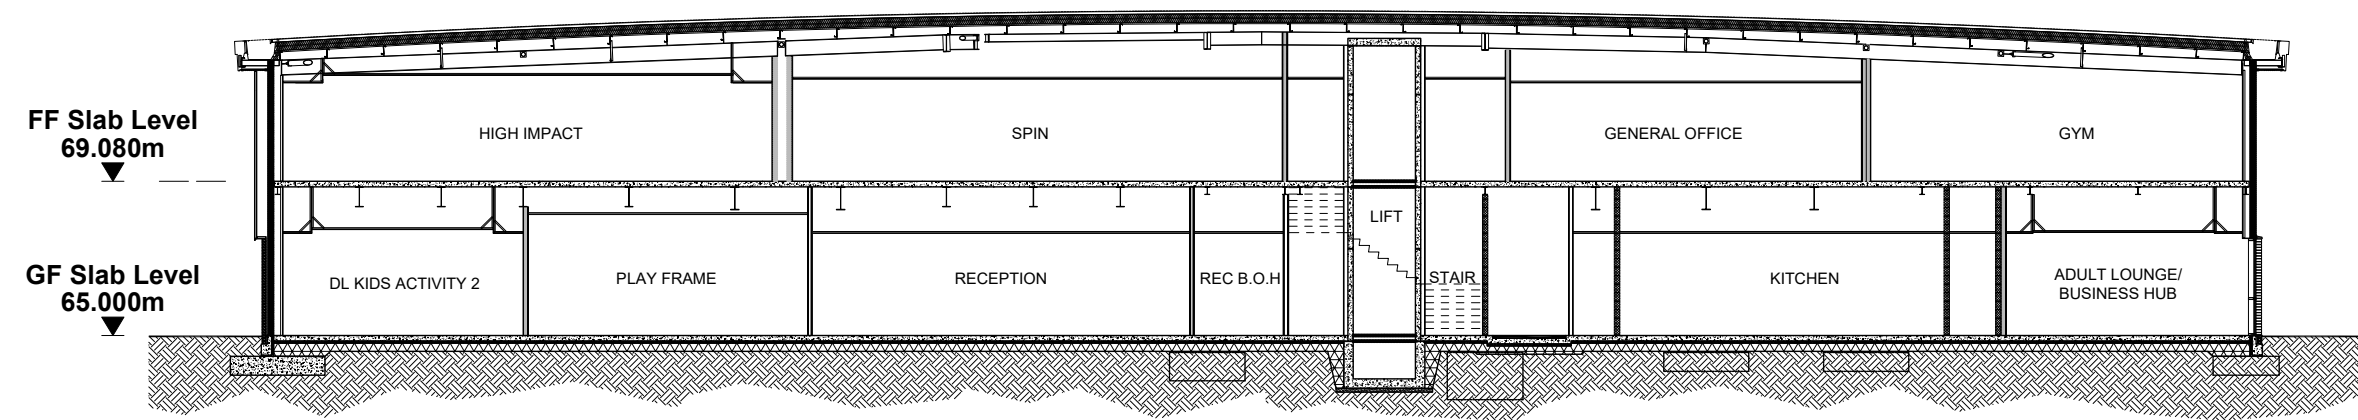 FF Slab Level
69.080m
HIGH IMPACT
SPIN
GENERAL OFFICE
GYM
LIFT
GF Slab Level
65.000m
DL KIDS ACTIVITY 2
PLAY FRAME
RECEPTION
REC B.O.H
STAIR
KITCHEN
ADULT LOUNGE/
BUSINESS HUB